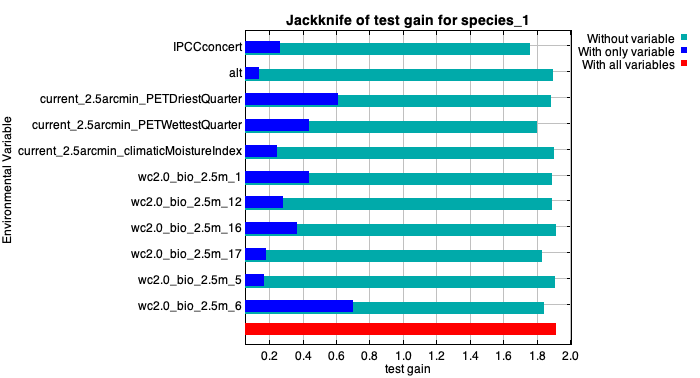 Jackknife of test gain for species_1
Without variable
With only variable
With all variables
Environmental Variable
IPCCconcert
alt
current_2.5arcmin_PETDriestQuarter
current_2.5arcmin_PETWettestQuarter
current_2.5arcmin_climaticMoistureIndex
wc2.0_bio_2.5m_1
wc2.0_bio_2.5m_12
wc2.0_bio_2.5m_16
wc2.0_bio_2.5m_17
wc2.0_bio_2.5m_5
wc2.0_bio_2.5m_6
0.2 0.4 0.6 0.8 1.0 1.2 1.4 1.6 1.8 2.0
test gain